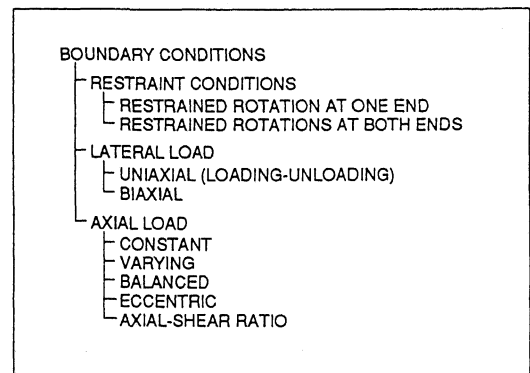 BOUNDARY CONDITIONS
RESTRAINT CONDITIONS
RESTRAINED ROTATION AT ONE END
RESTRAINED ROTATIONS AT BOTH ENDS
LATERAL LOAD
UNIAXIAL (LOADING-UNLOADING)
BIAXIAL
AXIAL LOAD
CONSTANT
VARYING
BALANCED
ECCENTRIC
AXIAL-SHEAR RATIO